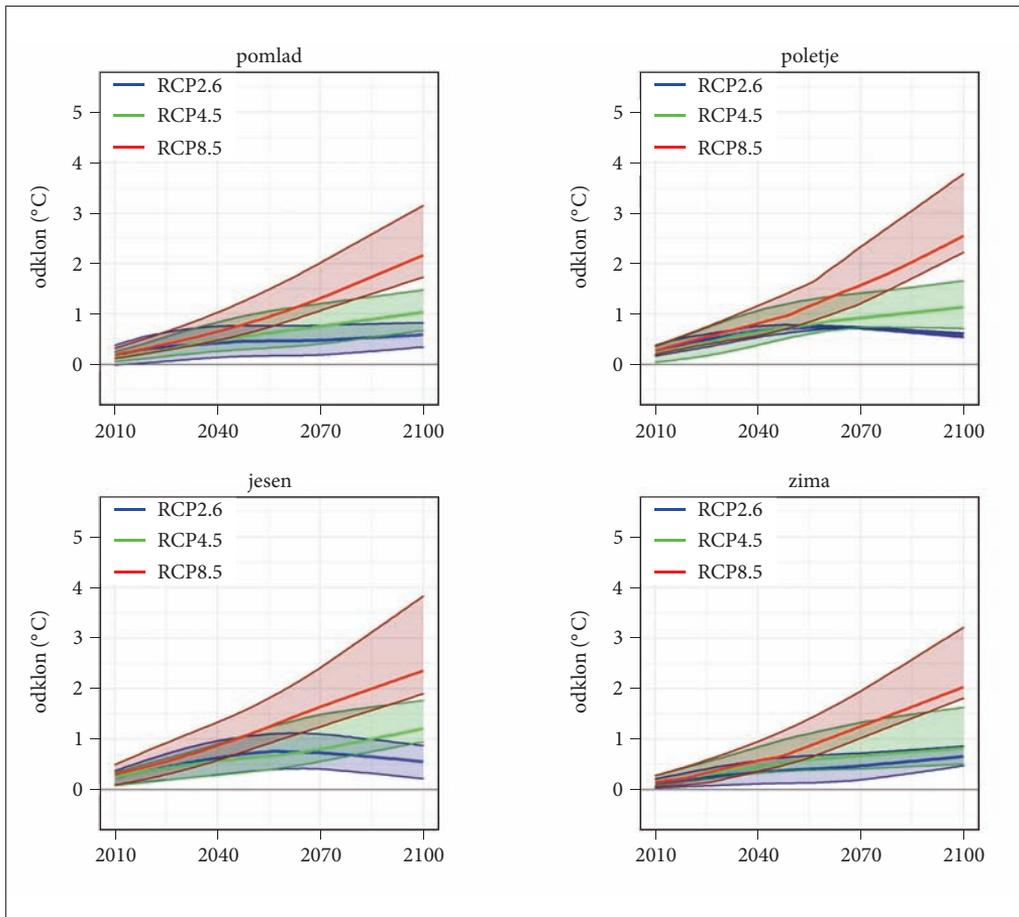 pomlad
RCP2.6
RCP4.5
RCP8.5
odklon (°C)
5
4
3
2
1
0
2010 2040 2070 2100
poletje
RCP2.6
RCP4.5
RCP8.5
odklon (°C)
5
4
3
2
1
0
2010 2040 2070 2100
jesen
RCP2.6
RCP4.5
RCP8.5
odklon (°C)
5
4
3
2
1
0
2010 2040 2070 2100
zima
RCP2.6
RCP4.5
RCP8.5
odklon (°C)
5
4
3
2
1
0
2010 2040 2070 2100